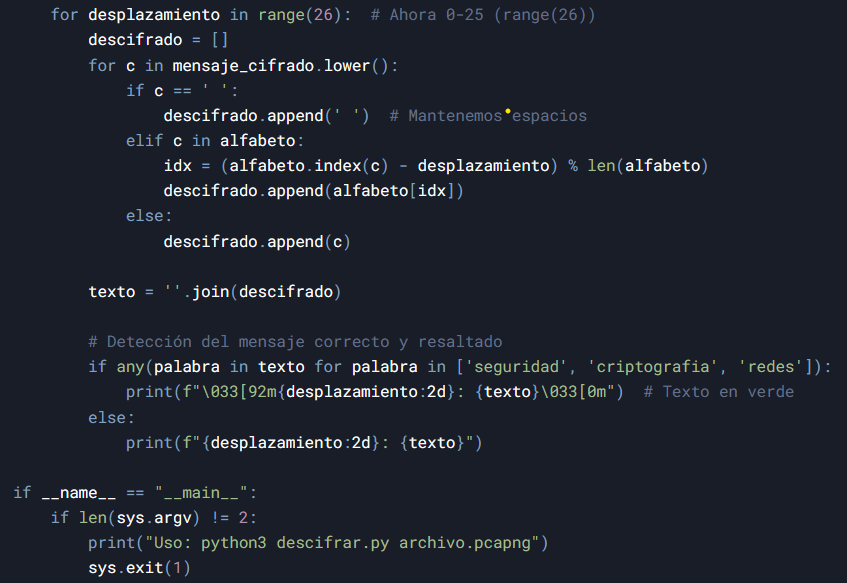 for desplazamiento in range(26):  # Ahora 0-25 (range(26))
descifrado = []
for c in mensaje_cifrado.lower():
if c == ' ':
descifrado.append(' ')  # Mantenemos espacios
elif c in alfabeto:
idx = (alfabeto.index(c) - desplazamiento) % len(alfabeto)
descifrado.append(alfabeto[idx])
else:
descifrado.append(c)
texto = ''.join(descifrado)
# Detección del mensaje correcto y resaltado
if any(palabra in texto for palabra in ['seguridad', 'criptografia', 'redes']):
print(f"\033[92m{desplazamiento:2d}: {texto}\033[0m")  # Texto en verde
else:
print(f"{desplazamiento:2d}: {texto}")
if __name__ == "__main__":
if len(sys.argv) != 2:
print("Uso: python3 descifrar.py archivo.pcapng")
sys.exit(1)